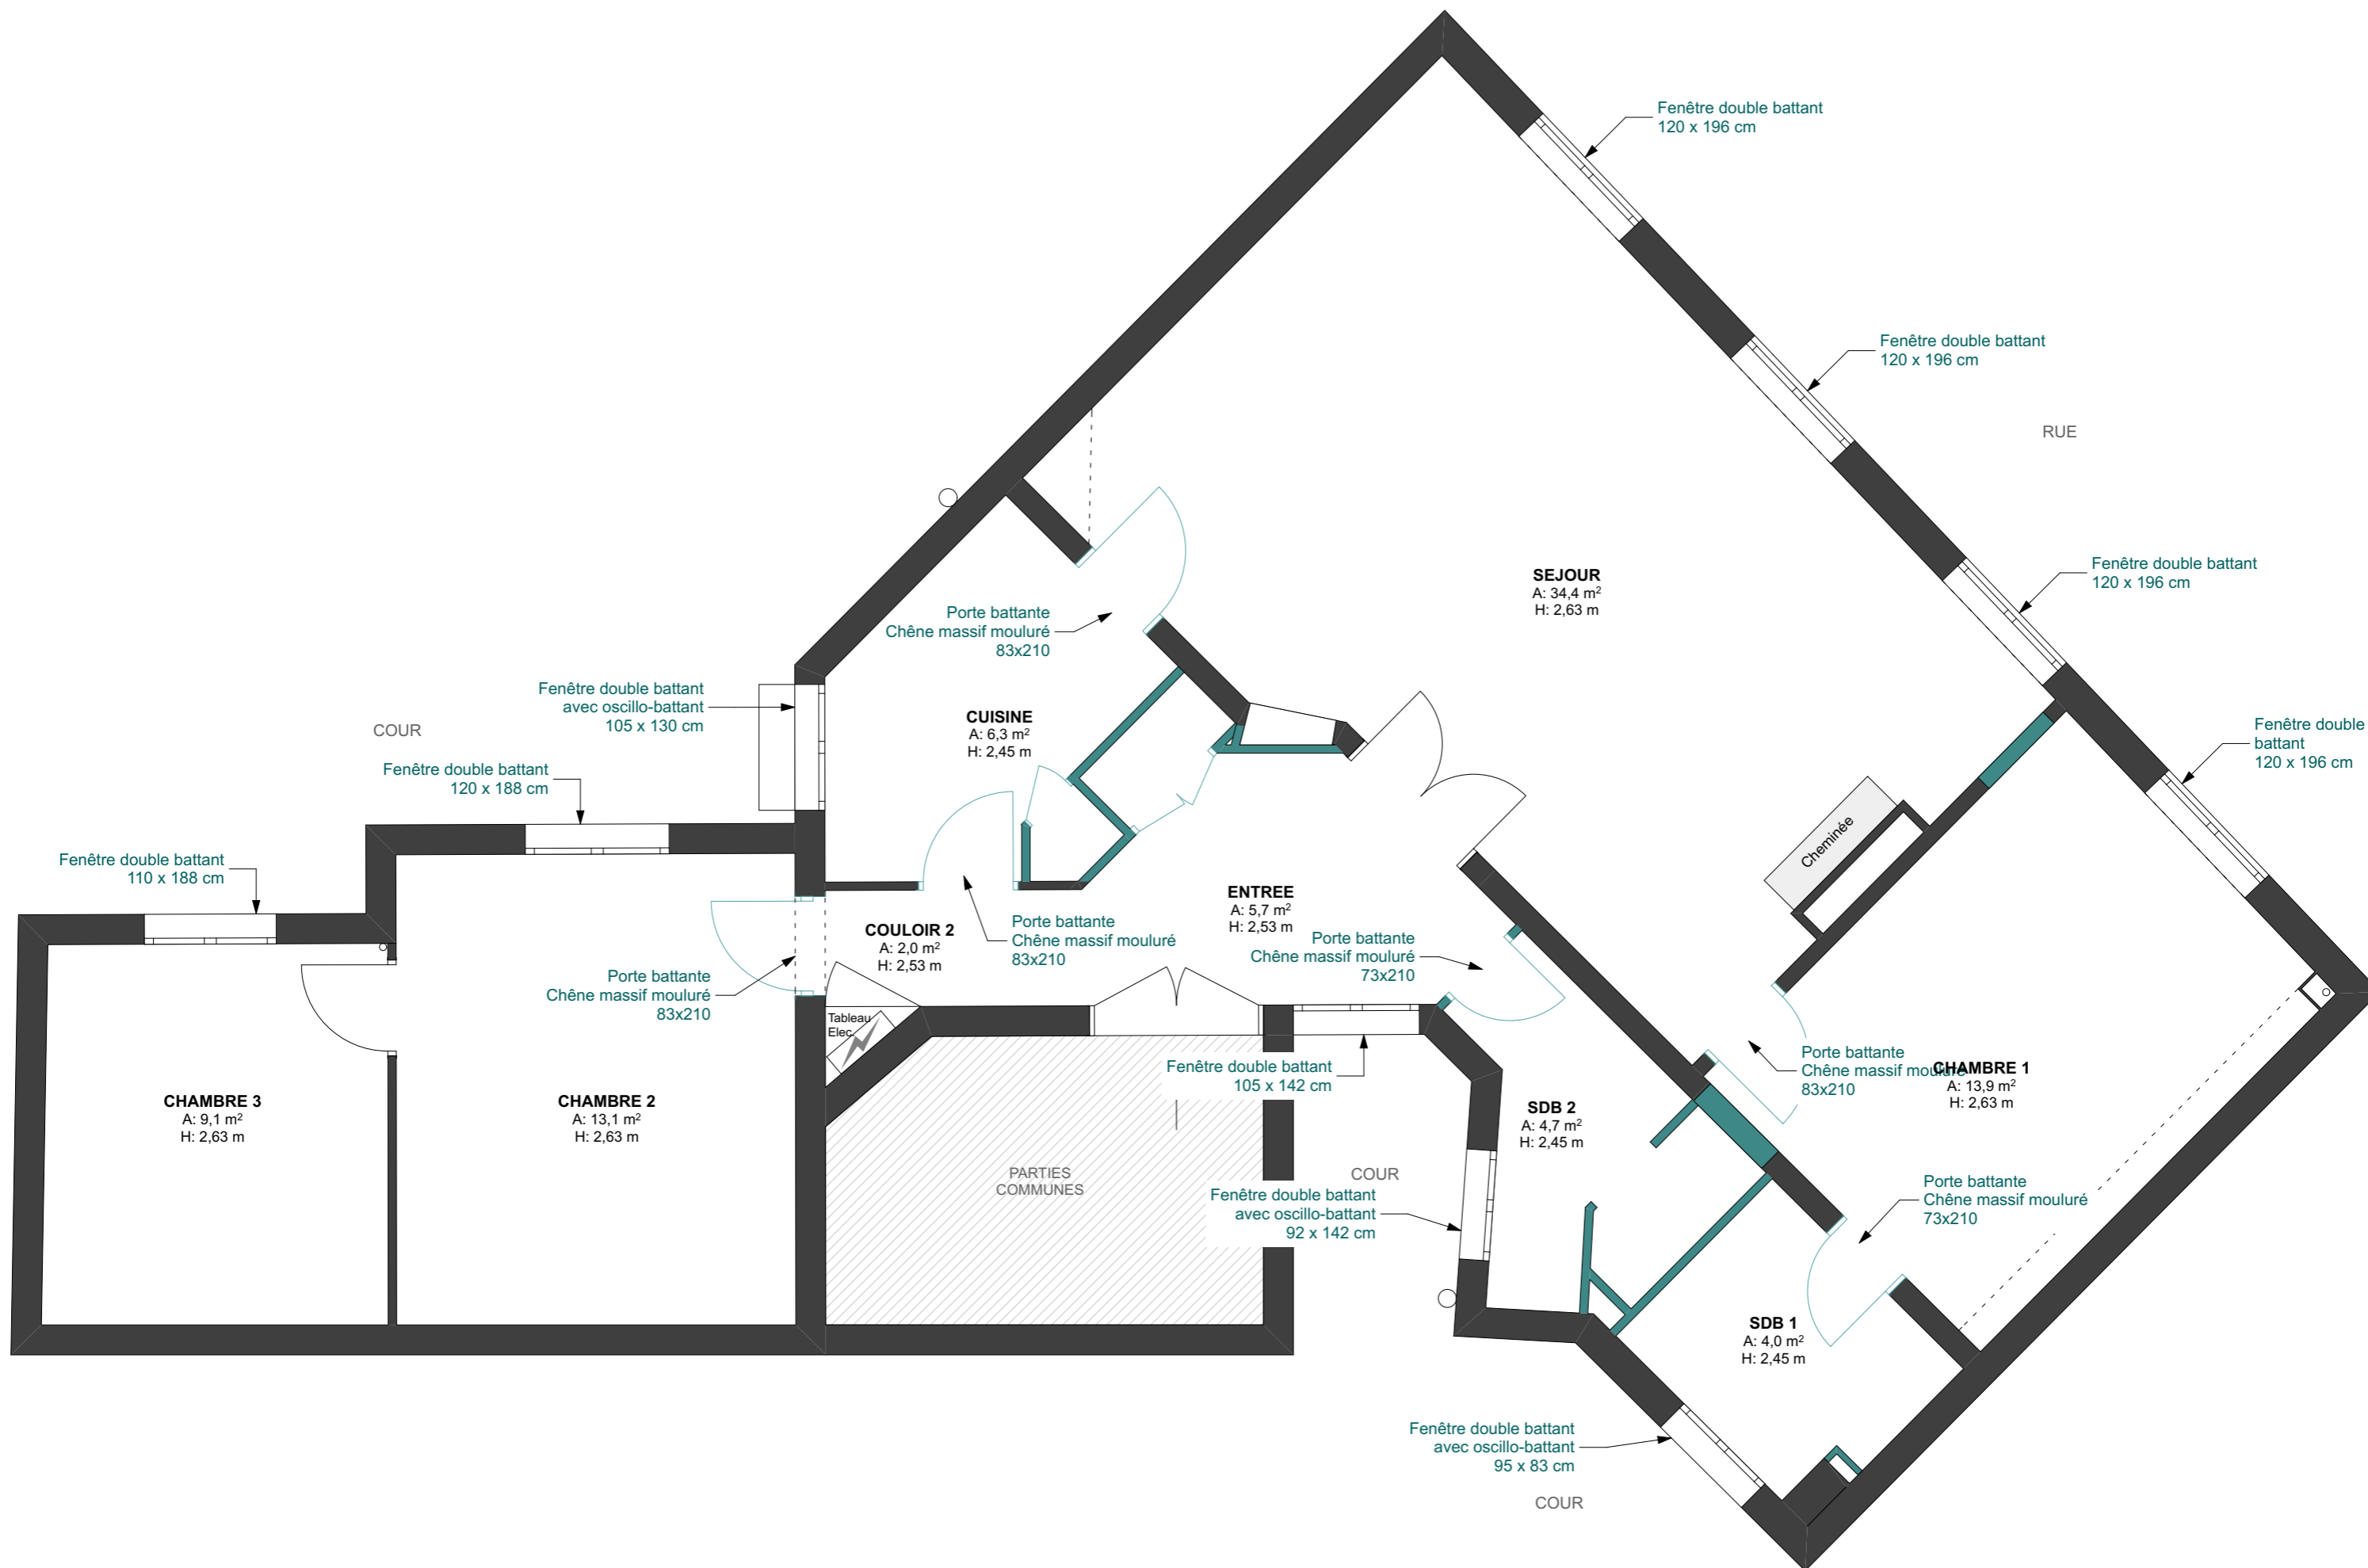 Fenêtre double battant
120 x 196 cm
Fenêtre double battant
120 x 196 cm
RUE
Fenêtre double battant
120 x 196 cm
SEJOUR
A: 34,4 m²
H: 2,63 m
Porte battante
Chêne massif mouluré
83x210
Fenêtre double battant
avec oscillo-battant
105 x 130 cm
CUISINE
A: 6,3 m²
H: 2,45 m
COUR
Fenêtre double
battant
120 x 196 cm
Fenêtre double battant
120 x 188 cm
Cheminée
Fenêtre double battant
110 x 188 cm
ENTREE
A: 5,7 m²
H: 2,53 m
COULOIR 2
A: 2,0 m²
H: 2,53 m
Porte battante
Chêne massif mouluré
83x210
Porte battante
Chêne massif mouluré
73x210
Porte battante
Chêne massif mouluré
83x210
Tableau
Elec
Porte battante
Chêne massif mouluré
83x210
CHAMBRE 1
A: 13,9 m²
H: 2,63 m
Fenêtre double battant
105 x 142 cm
CHAMBRE 3
A: 9,1 m²
H: 2,63 m
CHAMBRE 2
A: 13,1 m²
H: 2,63 m
SDB 2
A: 4,7 m²
H: 2,45 m
PARTIES
COMMUNES
COUR
Fenêtre double battant
avec oscillo-battant
92 x 142 cm
Porte battante
Chêne massif mouluré
73x210
SDB 1
A: 4,0 m²
H: 2,45 m
Fenêtre double battant
avec oscillo-battant
95 x 83 cm
COUR